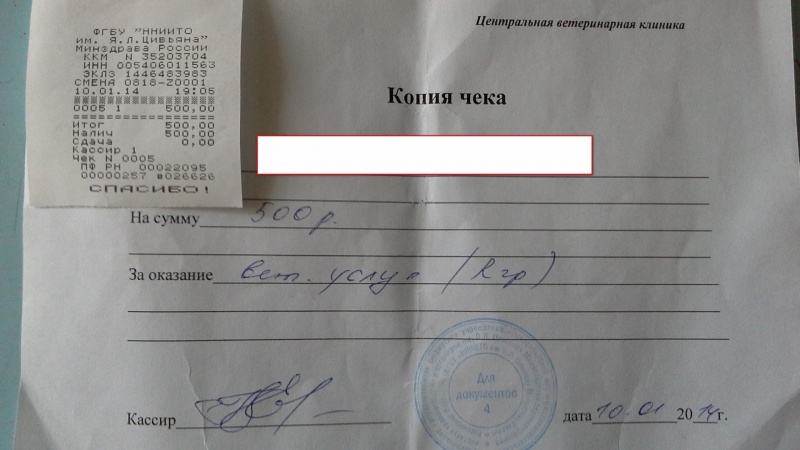 ФГБУ "ННИИТО
им. Я.Л.Цивьяна"
Минздрава России
ККМ N 35203704
ИНН 005406011563
ЭКЛЗ 1446483983
СМЕНА 0818-Z0001
10.01.14 19:05
0005 1 500,00
Итог 500,00
Налич 500,00
Сдача 0,00
Кассир 1
Чек N 0005
ПФ РН 00022095
00000257 026626
СПАСИБО!
Центральная ветеринарная клиника
Копия чека
На сумму 500 р.
За оказание вет. услуг (Rгр)
Для
документов
4
Кассир
дата 10.01 2014г.